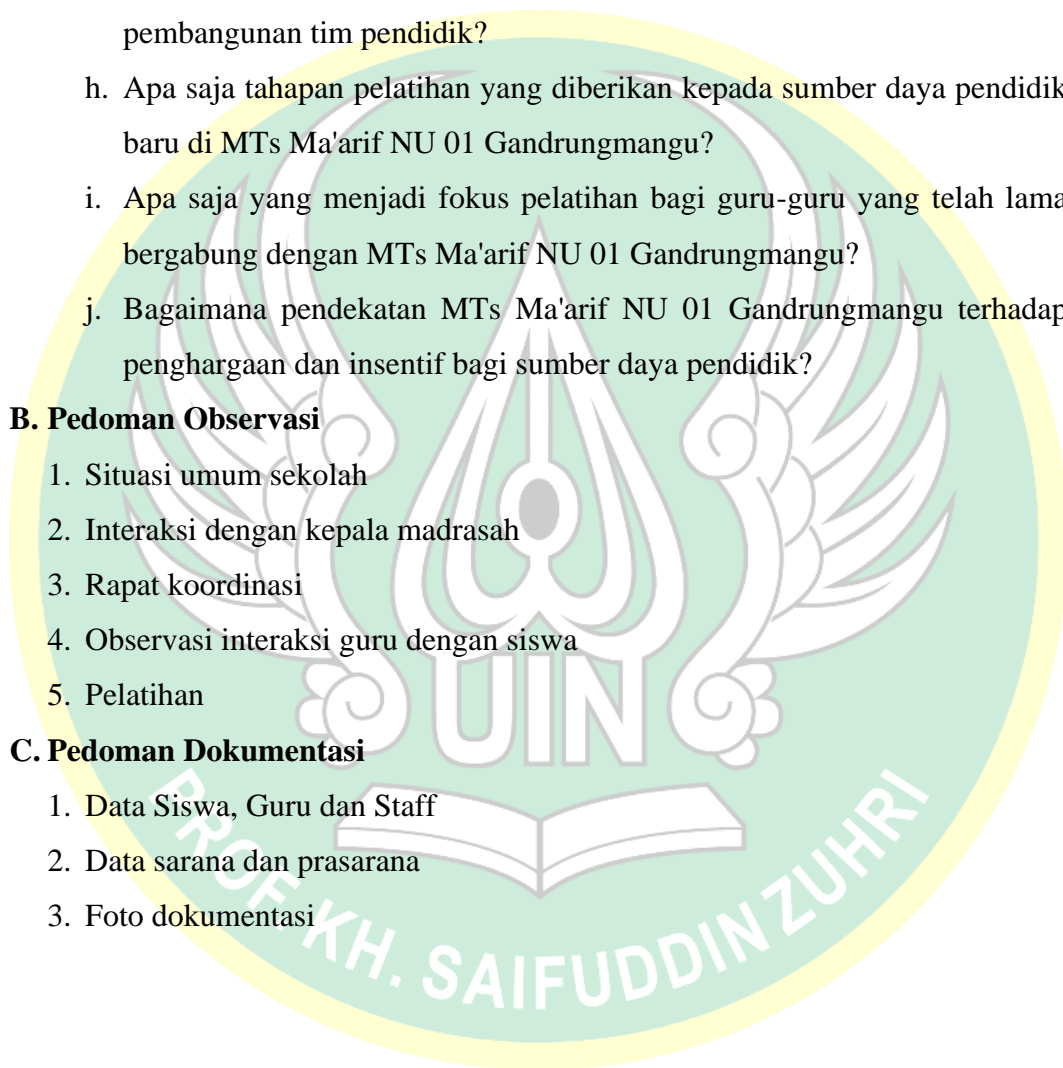 pembangunan tim pendidik?
h. Apa saja tahapan pelatihan yang diberikan kepada sumber daya pendidik
baru di MTs Ma'arif NU 01 Gandrungmangu?
i. Apa saja yang menjadi fokus pelatihan bagi guru-guru yang telah lama
bergabung dengan MTs Ma'arif NU 01 Gandrungmangu?
j. Bagaimana pendekatan MTs Ma'arif NU 01 Gandrungmangu terhadap
penghargaan dan insentif bagi sumber daya pendidik?
B. Pedoman Observasi
1. Situasi umum sekolah
2. Interaksi dengan kepala madrasah
3. Rapat koordinasi
4. Observasi interaksi guru dengan siswa
5. Pelatihan
C. Pedoman Dokumentasi
1. Data Siswa, Guru dan Staff
2. Data sarana dan prasarana
3. Foto dokumentasi
UIN
PROF. KH. SAIFUDDIN ZUHRI